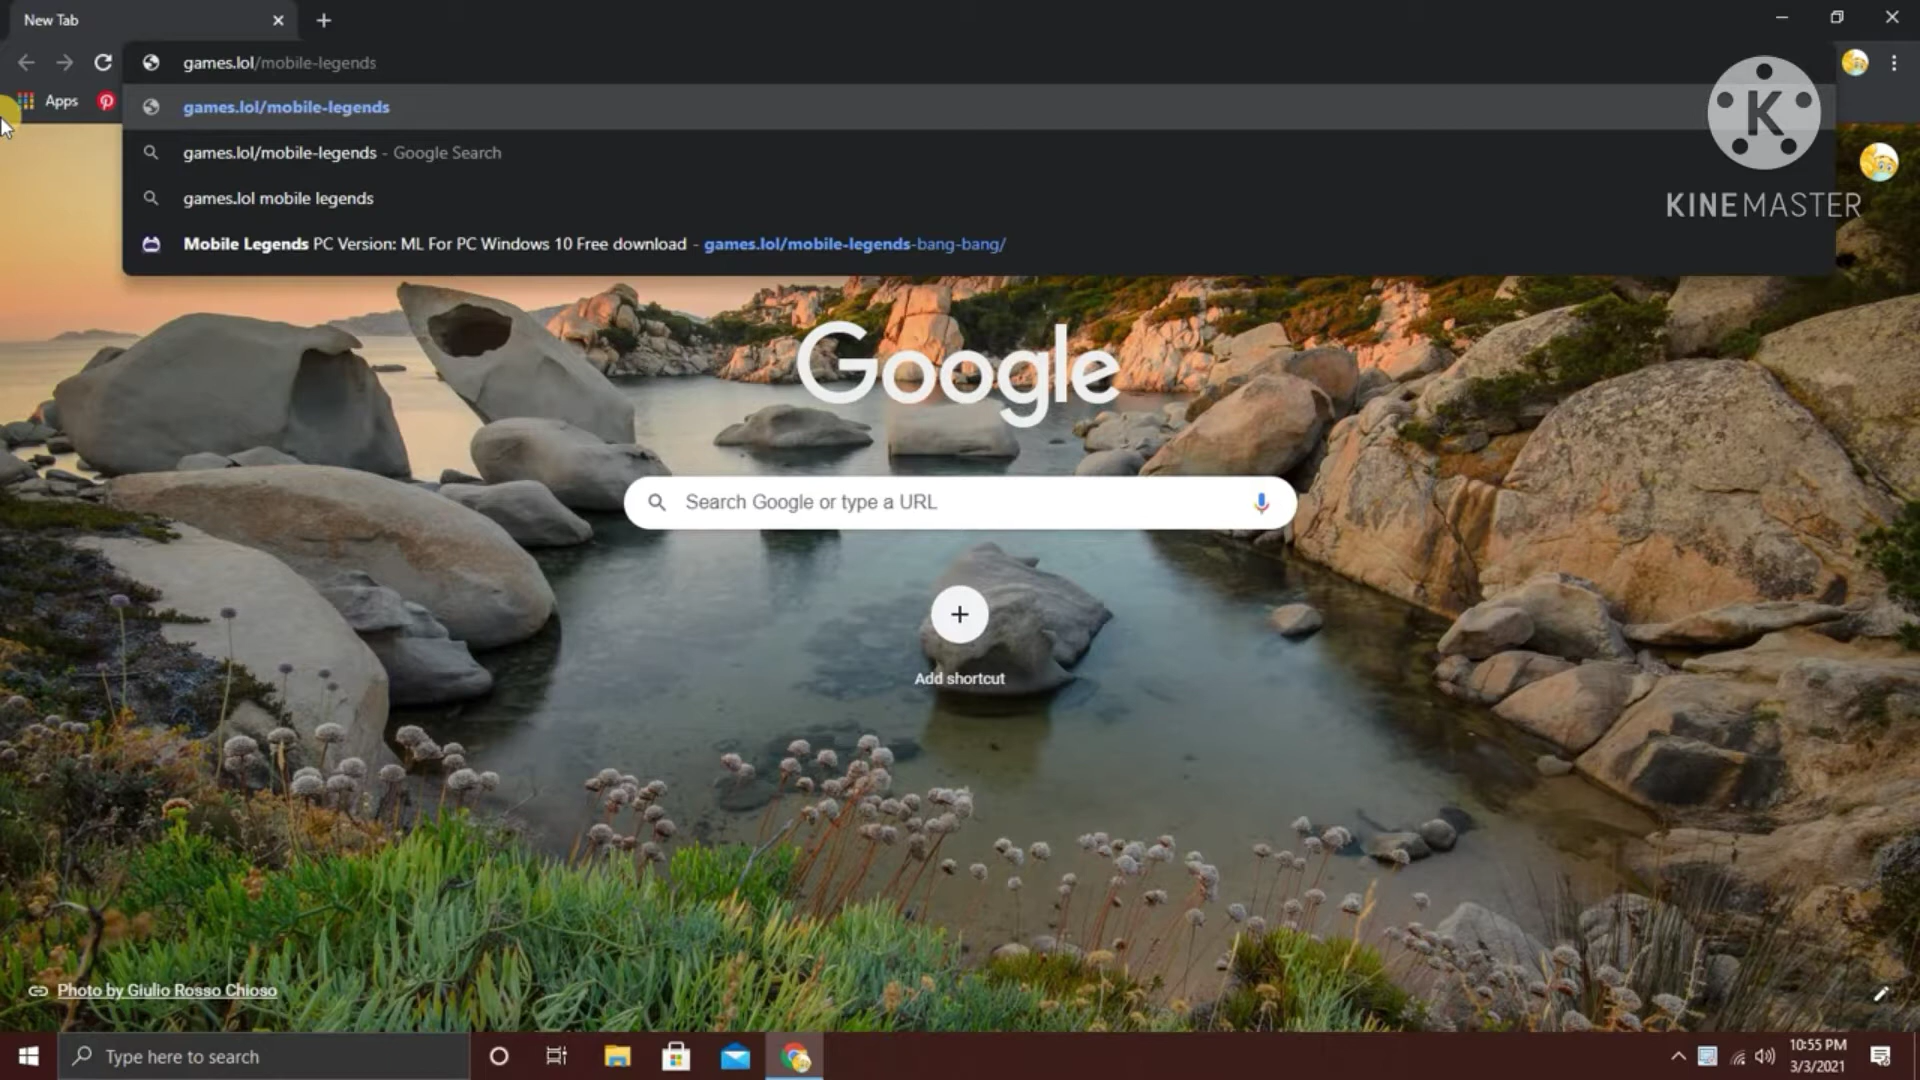 New Tab
games.lol/mobile-legends
Apps
games.lol/mobile-legends
games.lol/mobile-legends - Google Search
games.lol mobile legends
Mobile Legends PC Version: ML For PC Windows 10 Free download - games.lol/mobile-legends-bang-bang/
K
KINEMASTER
Google
Search Google or type a URL
Add shortcut
Photo by Giulio Rosso Chioso
Type here to search
10:55 PM
3/3/2021